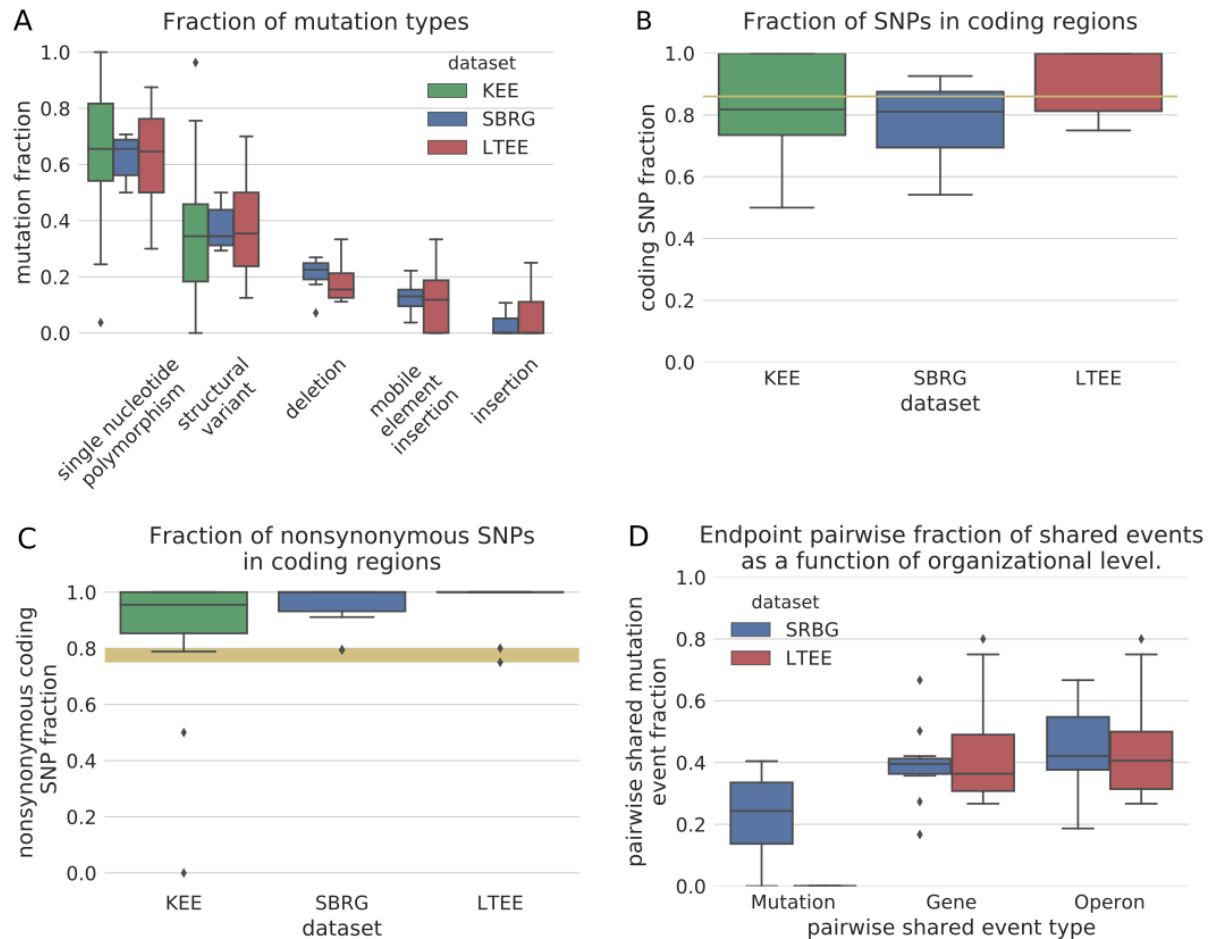 A
Fraction of mutation types
mutation fraction
1.0
0.8
0.6
0.4
0.2
0.0
dataset
KEE
SBRG
LTEE
single nucleotide
polymorphism
structural
variant
deletion
mobile
element
insertion
insertion
B
Fraction of SNPs in coding regions
coding SNP fraction
1.0
0.8
0.6
0.4
0.2
0.0
KEE
SBRG
LTEE
dataset
C
Fraction of nonsynonymous SNPs
in coding regions
nonsynonymous coding
SNP fraction
1.0
0.8
0.6
0.4
0.2
0.0
KEE
SBRG
LTEE
dataset
D
Endpoint pairwise fraction of shared events
as a function of organizational level.
pairwise shared mutation
event fraction
1.0
0.8
0.6
0.4
0.2
0.0
dataset
SRBG
LTEE
Mutation
Gene
Operon
pairwise shared event type